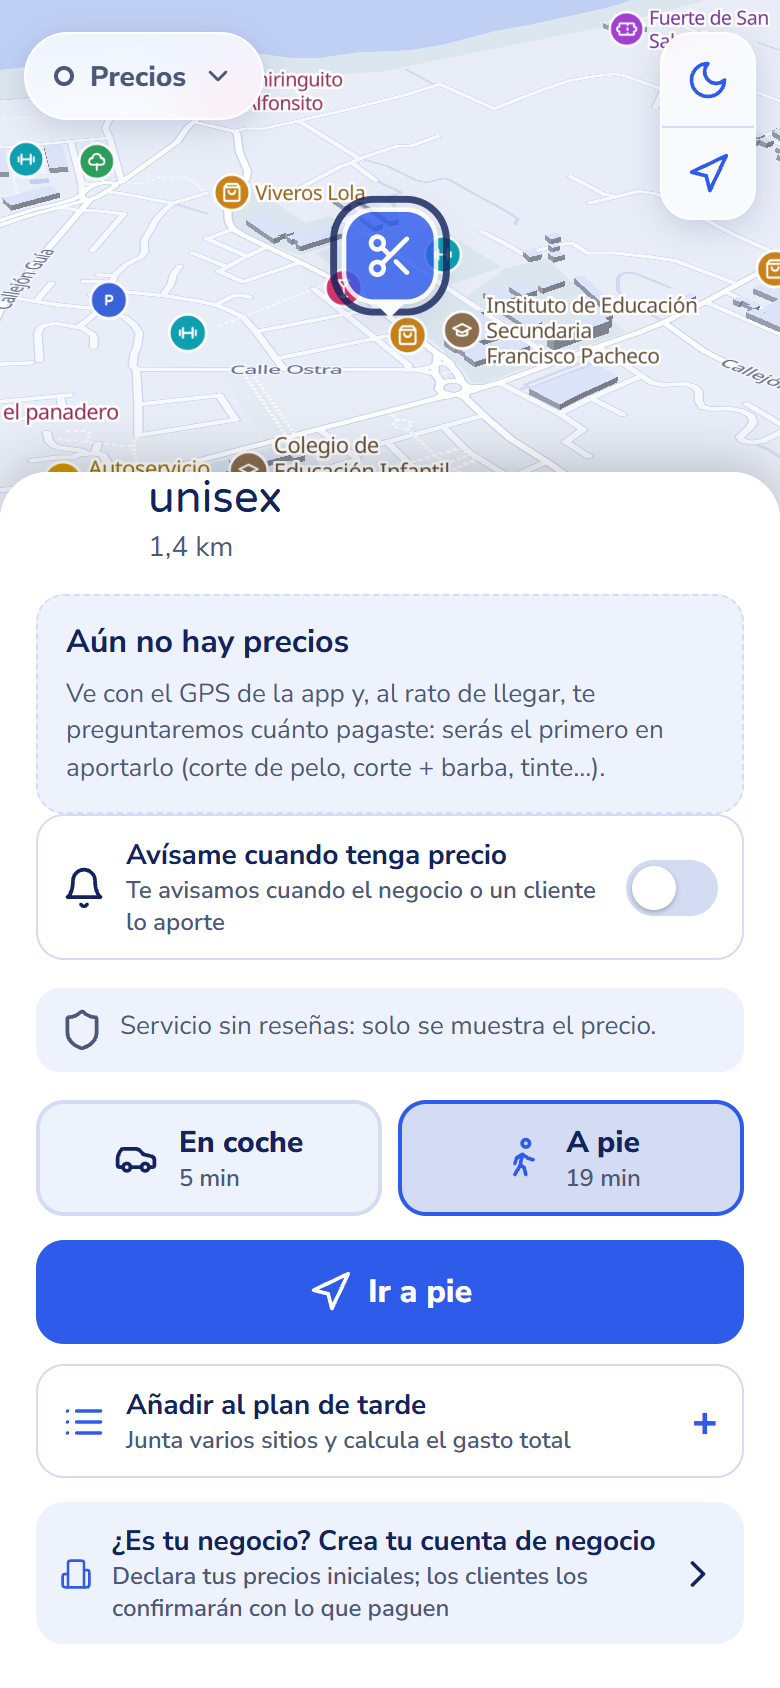 Fuerte de San
Precios
Alfonsito
Viveros Lola
Callejón Guía
P
Instituto de Educación
Secundaria
Francisco Pacheco
Calle Ostra
el panadero
Colegio de
Educación Infantil
Autoservicio
unisex
1,4 km
Aún no hay precios
Ve con el GPS de la app y, al rato de llegar, te
preguntaremos cuánto pagaste: serás el primero en
aportarlo (corte de pelo, corte + barba, tinte...).
Avísame cuando tenga precio
Te avisamos cuando el negocio o un cliente
lo aporte
Servicio sin reseñas: solo se muestra el precio.
En coche
5 min
A pie
19 min
Ir a pie
Añadir al plan de tarde
Junta varios sitios y calcula el gasto total
+
¿Es tu negocio? Crea tu cuenta de negocio
Declara tus precios iniciales; los clientes los
confirmarán con lo que paguen